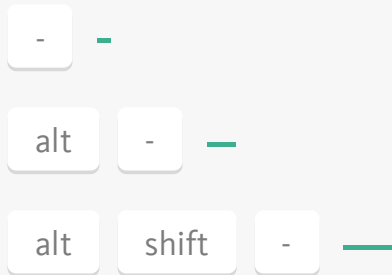 - -
alt - –
alt shift - —